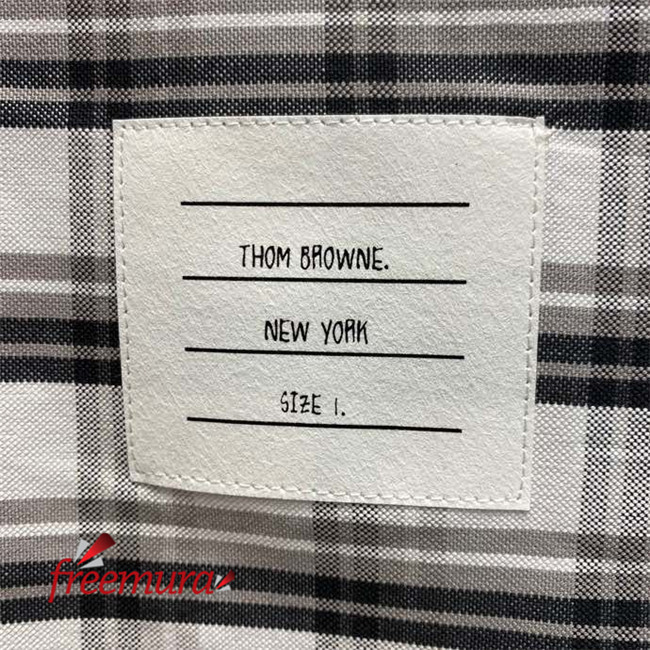 THOM BROWNE.
NEW YORK
SIZE 1.
freemura